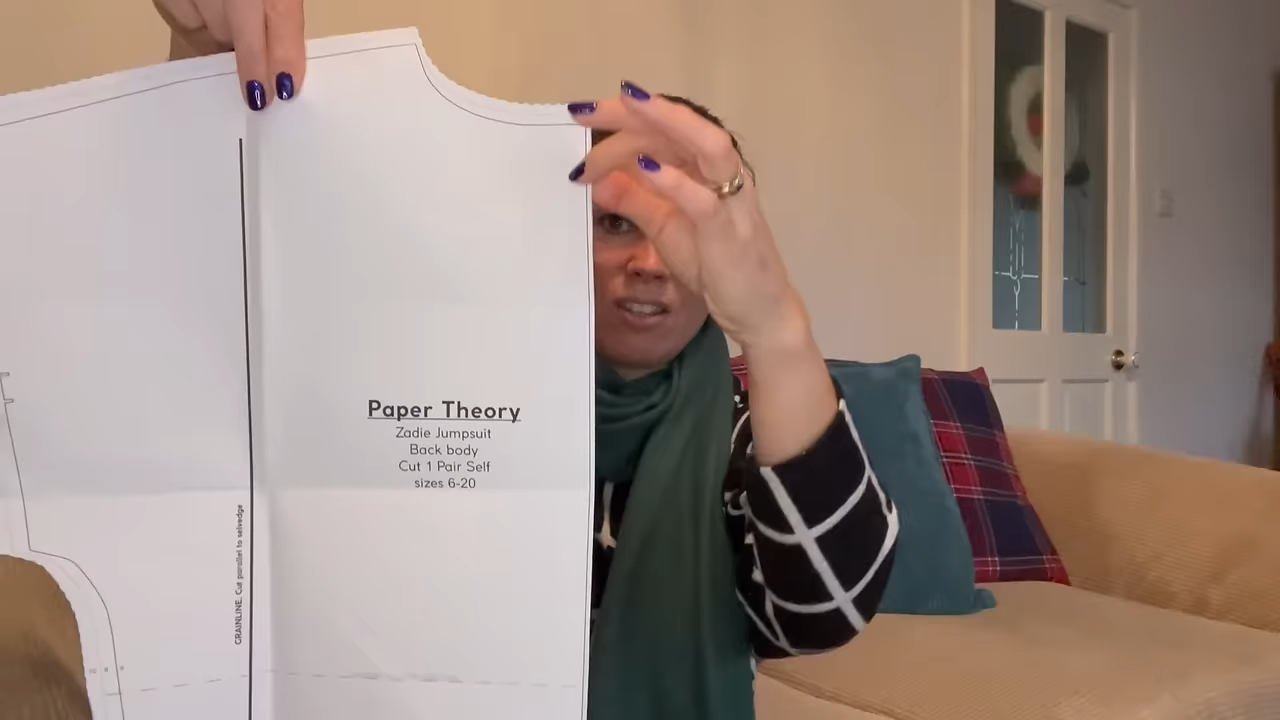 Paper Theory
Zadie Jumpsuit
Back body
Cut 1 Pair Self
sizes 6-20
GRAINLINE. Cut parallel to selvedge